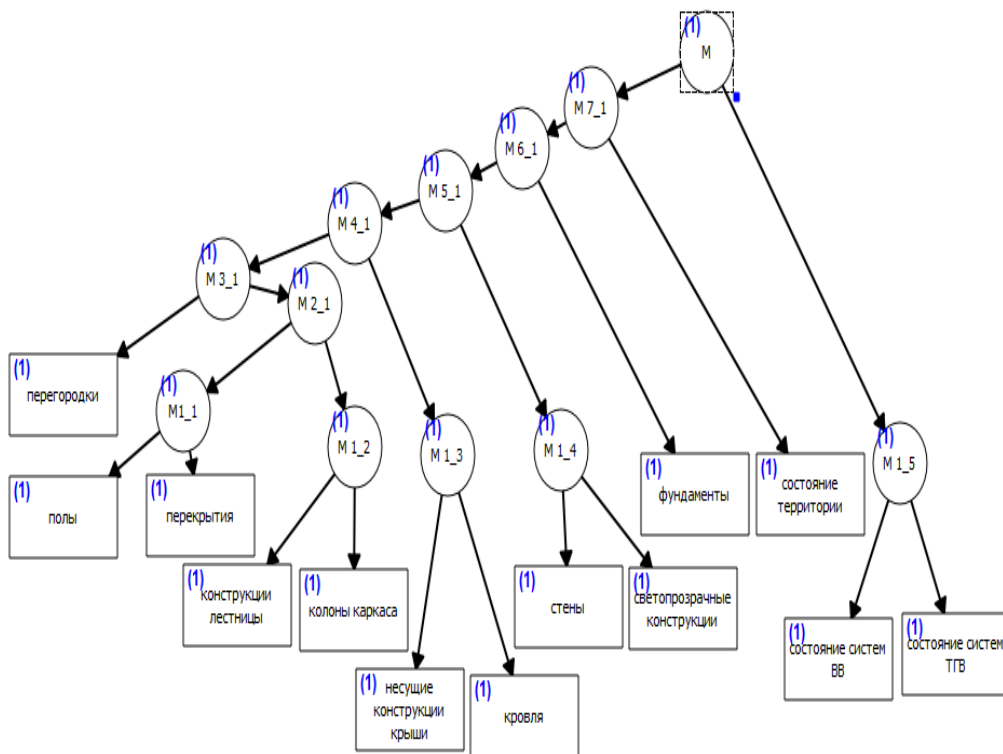 (1)
M
(1)
M 7_1
(1)
M 6_1
(1)
M 5_1
(1)
M 4_1
(1)
M 3_1
(1)
M 2_1
(1)
перегородки
(1)
M1_1
(1)
M 1_2
(1)
M 1_3
(1)
M 1_4
(1)
M 1_5
(1)
полы
(1)
перекрытия
(1)
фундаменты
(1)
состояние
территории
(1)
конструкции
лестницы
(1)
колоны каркаса
(1)
стены
(1)
светопрозрачные
конструкции
(1)
состояние систем
ВВ
(1)
состояние систем
ТГВ
(1)
несущие
конструкции
крыши
(1)
кровля